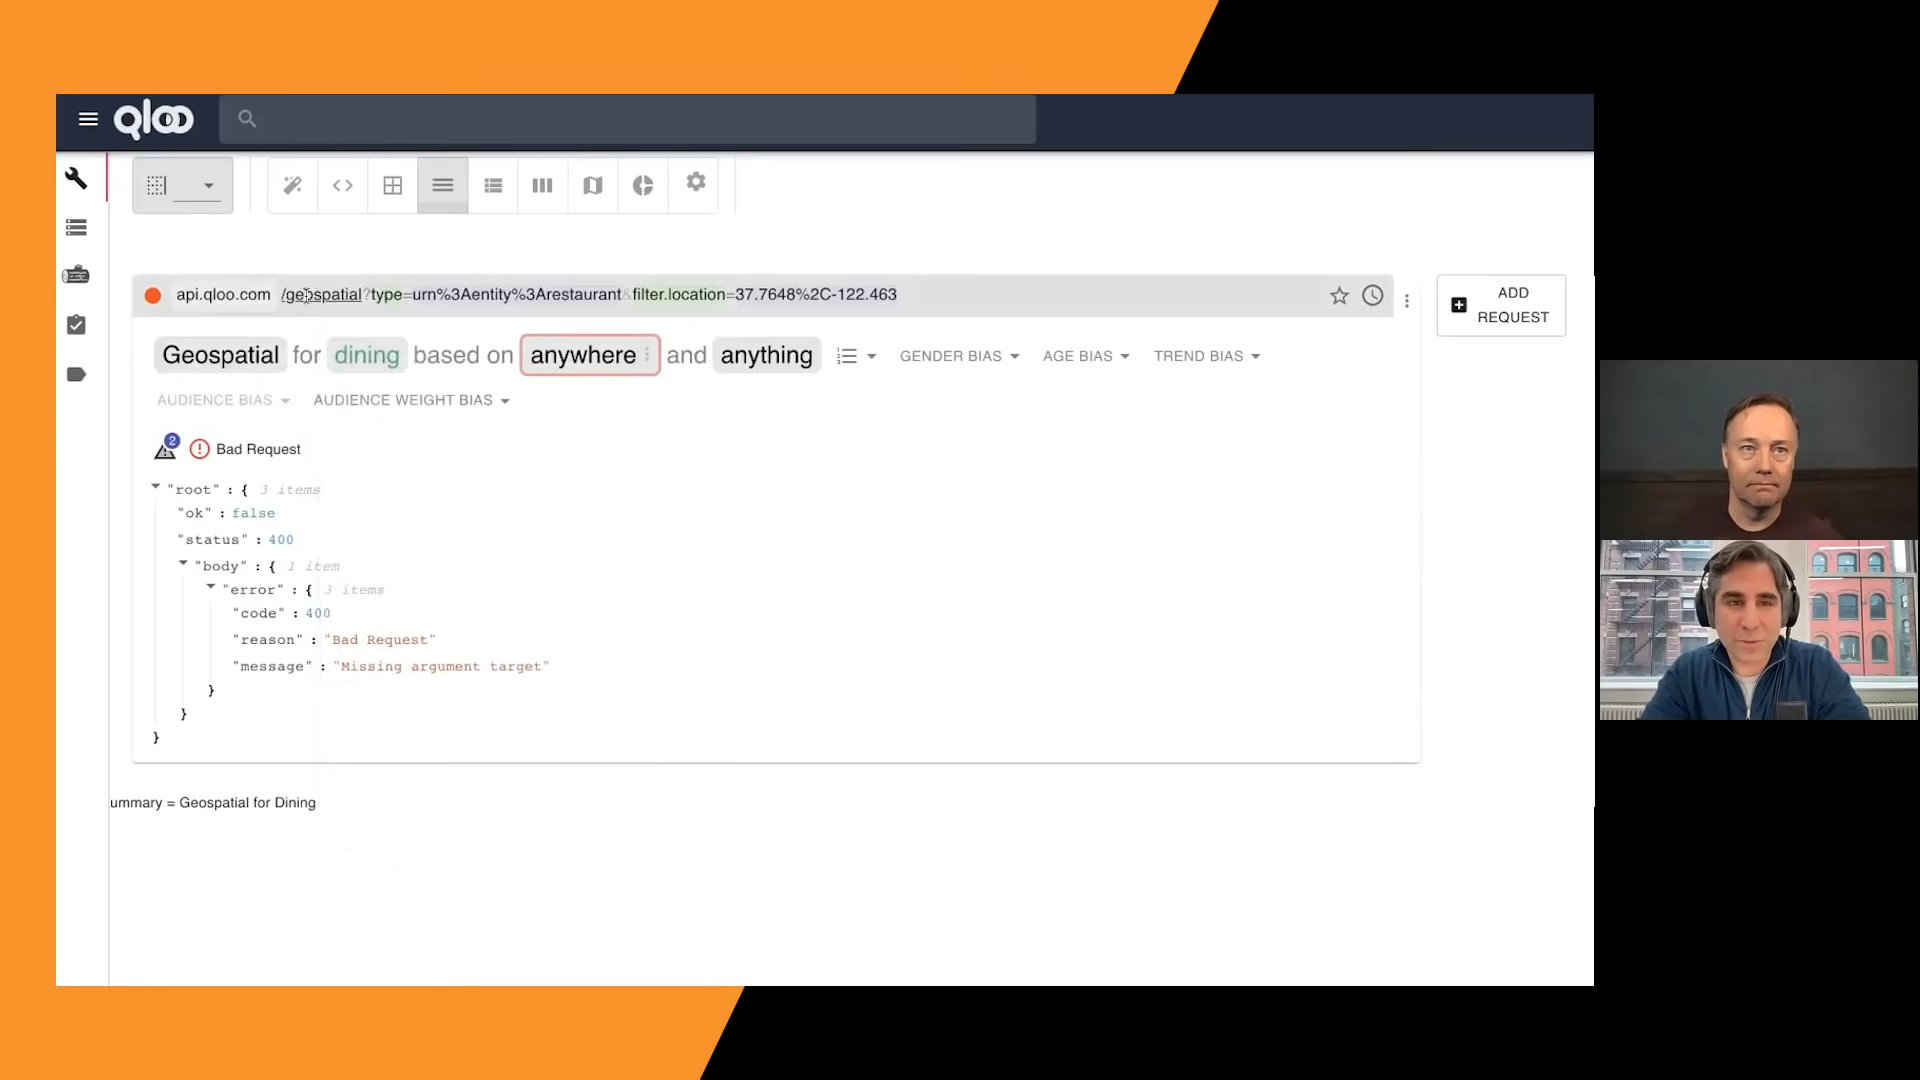 qloo
api.qloo.com /geospatial?type=urn%3Aentity%3Arestaurant&filter.location=37.7648%2C-122.463
ADD REQUEST
Geospatial for dining based on anywhere and anything GENDER BIAS AGE BIAS TREND BIAS
AUDIENCE BIAS AUDIENCE WEIGHT BIAS
2 Bad Request
"root" : { 3 items
"ok" : false
"status" : 400
"body" : { 1 item
"error" : { 3 items
"code" : 400
"reason" : "Bad Request"
"message" : "Missing argument target"
}
}
}
ummary = Geospatial for Dining